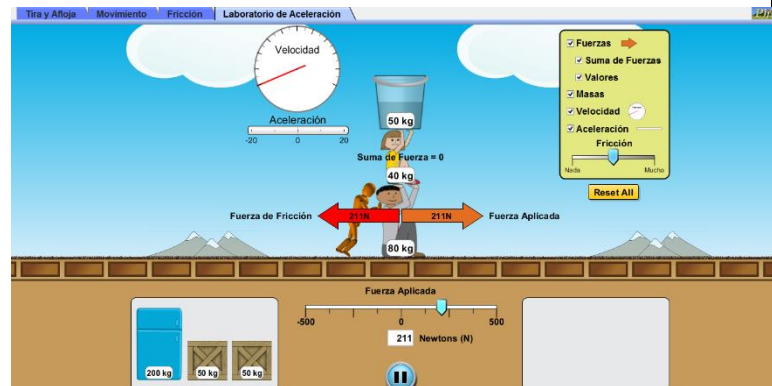 Tira y Afloja Movimiento Fricción Laboratorio de Aceleración
Velocidad
Aceleración
-20 0 20
Fuerzas
Suma de Fuerzas
Valores
Masas
Velocidad
Aceleración
Fricción
Nada Mucho
Reset All
50 kg
Suma de Fuerza = 0
40 kg
Fuerza de Fricción 211N 211N Fuerza Aplicada
80 kg
Fuerza Aplicada
-500 0 500
211 Newtons (N)
200 kg 50 kg 50 kg